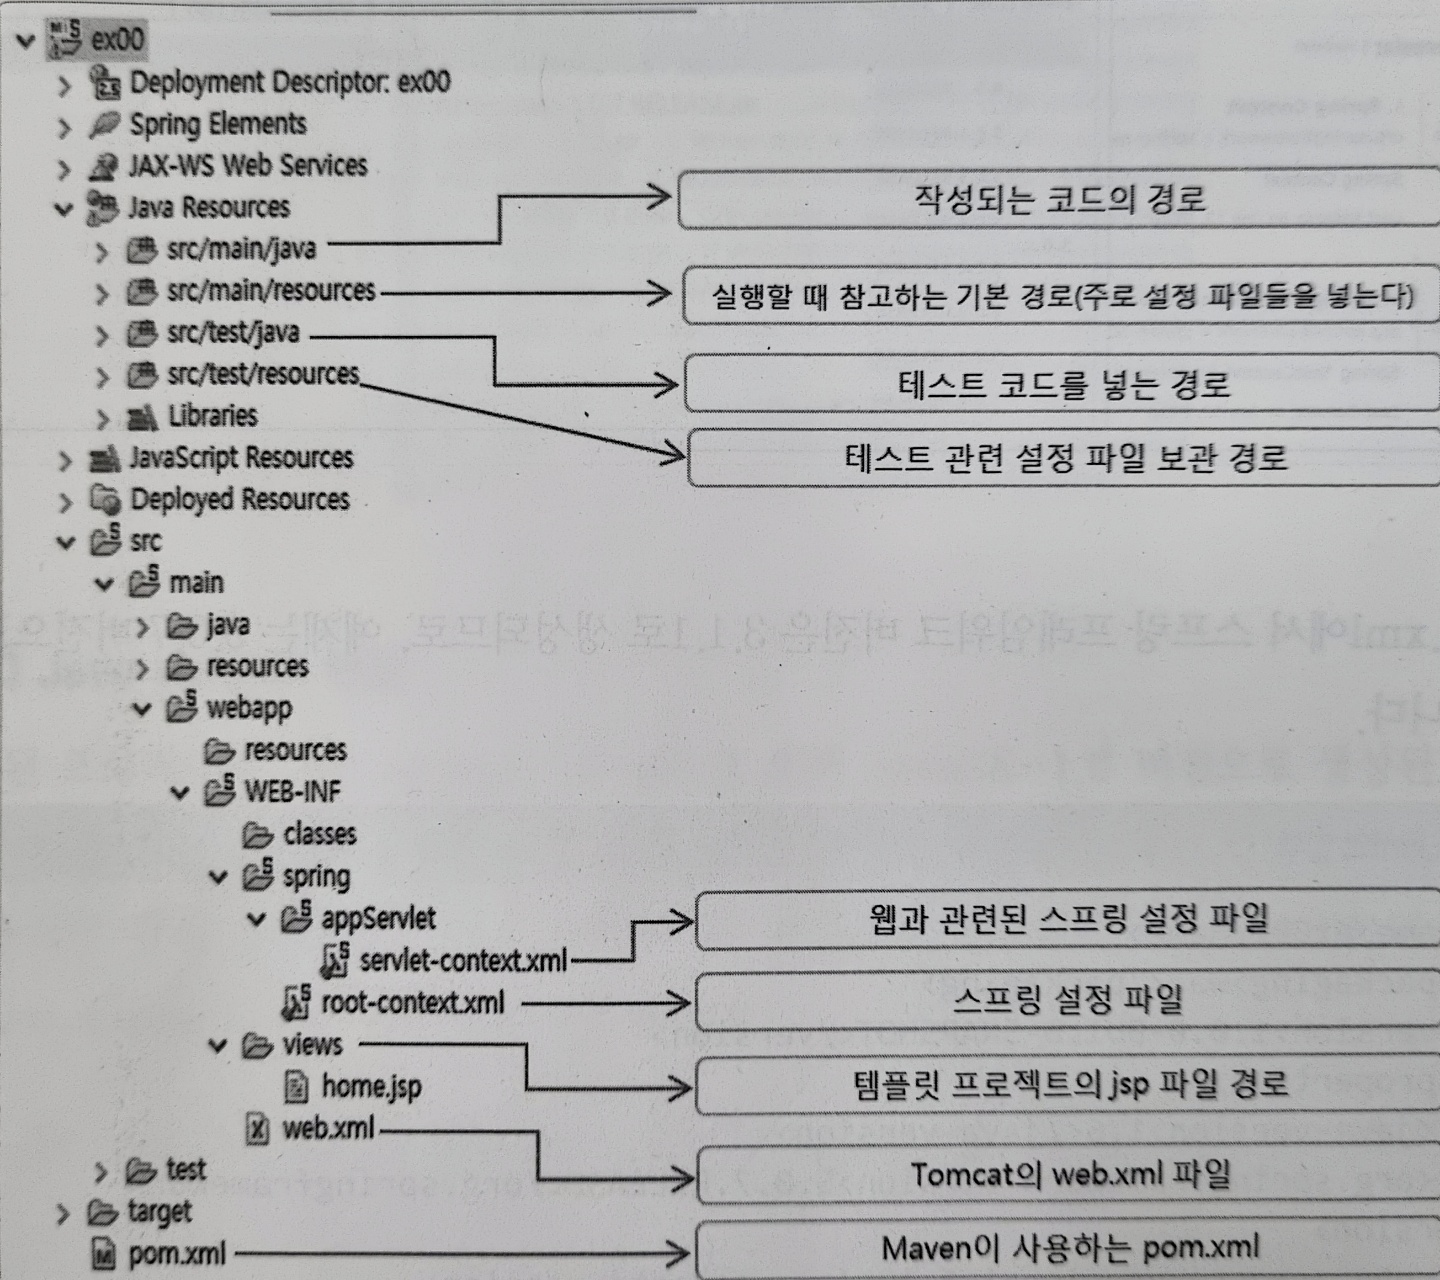 ex00
Deployment Descriptor: ex00
Spring Elements
JAX-WS Web Services
Java Resources
작성되는 코드의 경로
src/main/java
src/main/resources
실행할 때 참고하는 기본 경로(주로 설정 파일들을 넣는다)
src/test/java
테스트 코드를 넣는 경로
src/test/resources
테스트 관련 설정 파일 보관 경로
Libraries
JavaScript Resources
Deployed Resources
src
main
java
resources
webapp
resources
WEB-INF
classes
spring
appServlet
웹과 관련된 스프링 설정 파일
servlet-context.xml
root-context.xml
스프링 설정 파일
views
템플릿 프로젝트의 jsp 파일 경로
home.jsp
web.xml
Tomcat의 web.xml 파일
test
target
pom.xml
Maven이 사용하는 pom.xml